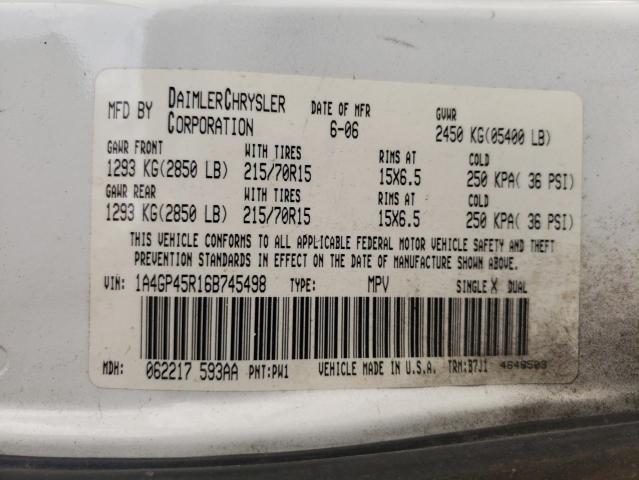 MFD BY DAIMLERCHRYSLER CORPORATION DATE OF MFR 6-06 GVWR 2450 KG(05400 LB)
GAWR FRONT WITH TIRES RIMS AT COLD
1293 KG(2850 LB) 215/70R15 15X6.5 250 KPA( 36 PSI)
GAWR REAR WITH TIRES RIMS AT COLD
1293 KG(2850 LB) 215/70R15 15X6.5 250 KPA( 36 PSI)
THIS VEHICLE CONFORMS TO ALL APPLICABLE FEDERAL MOTOR VEHICLE SAFETY AND THEFT
PREVENTION STANDARDS IN EFFECT ON THE DATE OF MANUFACTURE SHOWN ABOVE.
VIN: 1A4GP45R16B745498 TYPE: MPV SINGLE X DUAL
MDH: 062217 593AA PNT:PW1 VEHICLE MADE IN U.S.A. TRM:B7J1